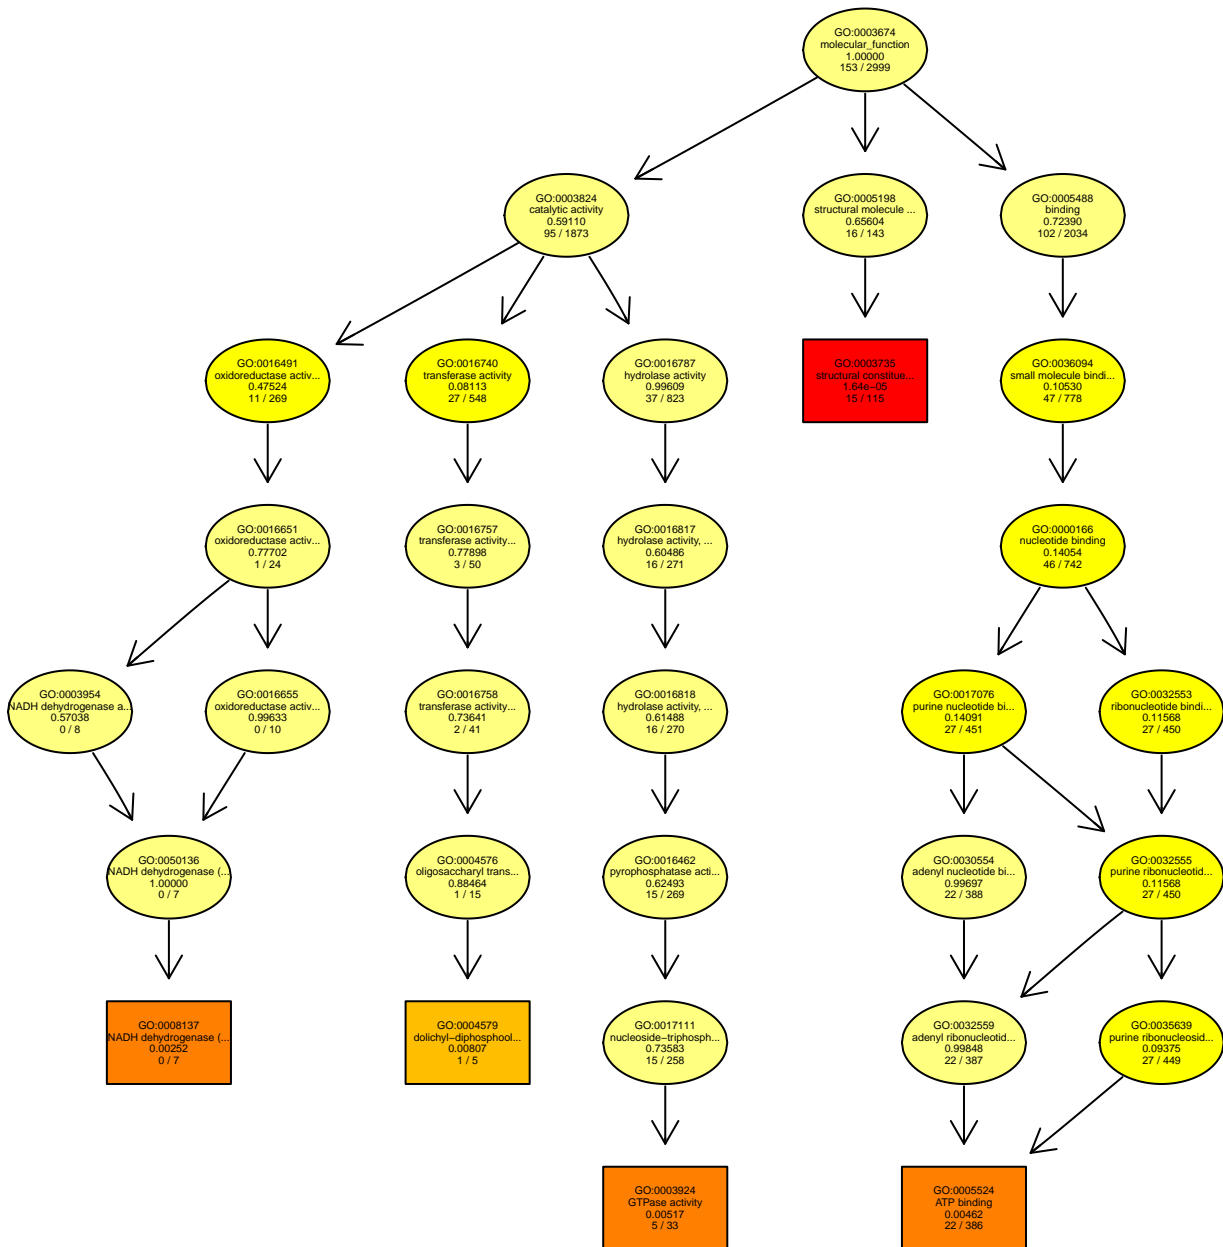 GO:0003674
molecular_function
1.00000
153 / 2999
GO:0003824
catalytic activity
0.59110
95 / 1873
GO:0005198
structural molecule ...
0.65604
16 / 143
GO:0005488
binding
0.72390
102 / 2034
GO:0016491
oxidoreductase activ...
0.47524
11 / 269
GO:0016740
transferase activity
0.08113
27 / 548
GO:0016787
hydrolase activity
0.99609
37 / 823
GO:0003735
structural constitue...
1.64e−05
15 / 115
GO:0036094
small molecule bindi...
0.10530
47 / 778
GO:0016651
oxidoreductase activ...
0.77702
1 / 24
GO:0016757
transferase activity...
0.77898
3 / 50
GO:0016817
hydrolase activity, ...
0.60486
16 / 271
GO:0000166
nucleotide binding
0.14054
46 / 742
GO:0003954
NADH dehydrogenase a...
0.57038
0 / 8
GO:0016655
oxidoreductase activ...
0.99633
0 / 10
GO:0016758
transferase activity...
0.73641
2 / 41
GO:0016818
hydrolase activity, ...
0.61488
16 / 270
GO:0017076
purine nucleotide bi...
0.14091
27 / 451
GO:0032553
ribonucleotide bindi...
0.11568
27 / 450
GO:0050136
NADH dehydrogenase (...
1.00000
0 / 7
GO:0004576
oligosaccharyl trans...
0.88464
1 / 15
GO:0016462
pyrophosphatase acti...
0.62493
15 / 269
GO:0030554
adenyl nucleotide bi...
0.99697
22 / 388
GO:0032555
purine ribonucleotid...
0.11568
27 / 450
GO:0008137
NADH dehydrogenase (...
0.00252
0 / 7
GO:0004579
dolichyl−diphosphool...
0.00807
1 / 5
GO:0017111
nucleoside−triphosph...
0.73583
15 / 258
GO:0032559
adenyl ribonucleotid...
0.99848
22 / 387
GO:0035639
purine ribonucleosid...
0.09375
27 / 449
GO:0003924
GTPase activity
0.00517
5 / 33
GO:0005524
ATP binding
0.00462
22 / 386